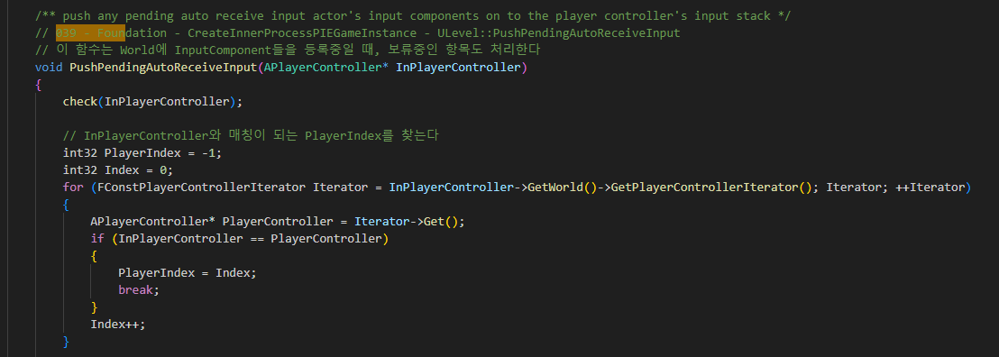 /** push any pending auto receive input actor's input components on to the player controller's input stack */
// 039 - Foundation - CreateInnerProcessPIEGameInstance - ULevel::PushPendingAutoReceiveInput
// 이 함수는 World에 InputComponent들을 등록중일 때, 보류중인 항목도 처리한다
void PushPendingAutoReceiveInput(APlayerController* InPlayerController)
{
check(InPlayerController);
// InPlayerController와 매칭이 되는 PlayerIndex를 찾는다
int32 PlayerIndex = -1;
int32 Index = 0;
for (FConstPlayerControllerIterator Iterator = InPlayerController->GetWorld()->GetPlayerControllerIterator(); Iterator; ++Iterator)
{
APlayerController* PlayerController = Iterator->Get();
if (InPlayerController == PlayerController)
{
PlayerIndex = Index;
break;
}
Index++;
}